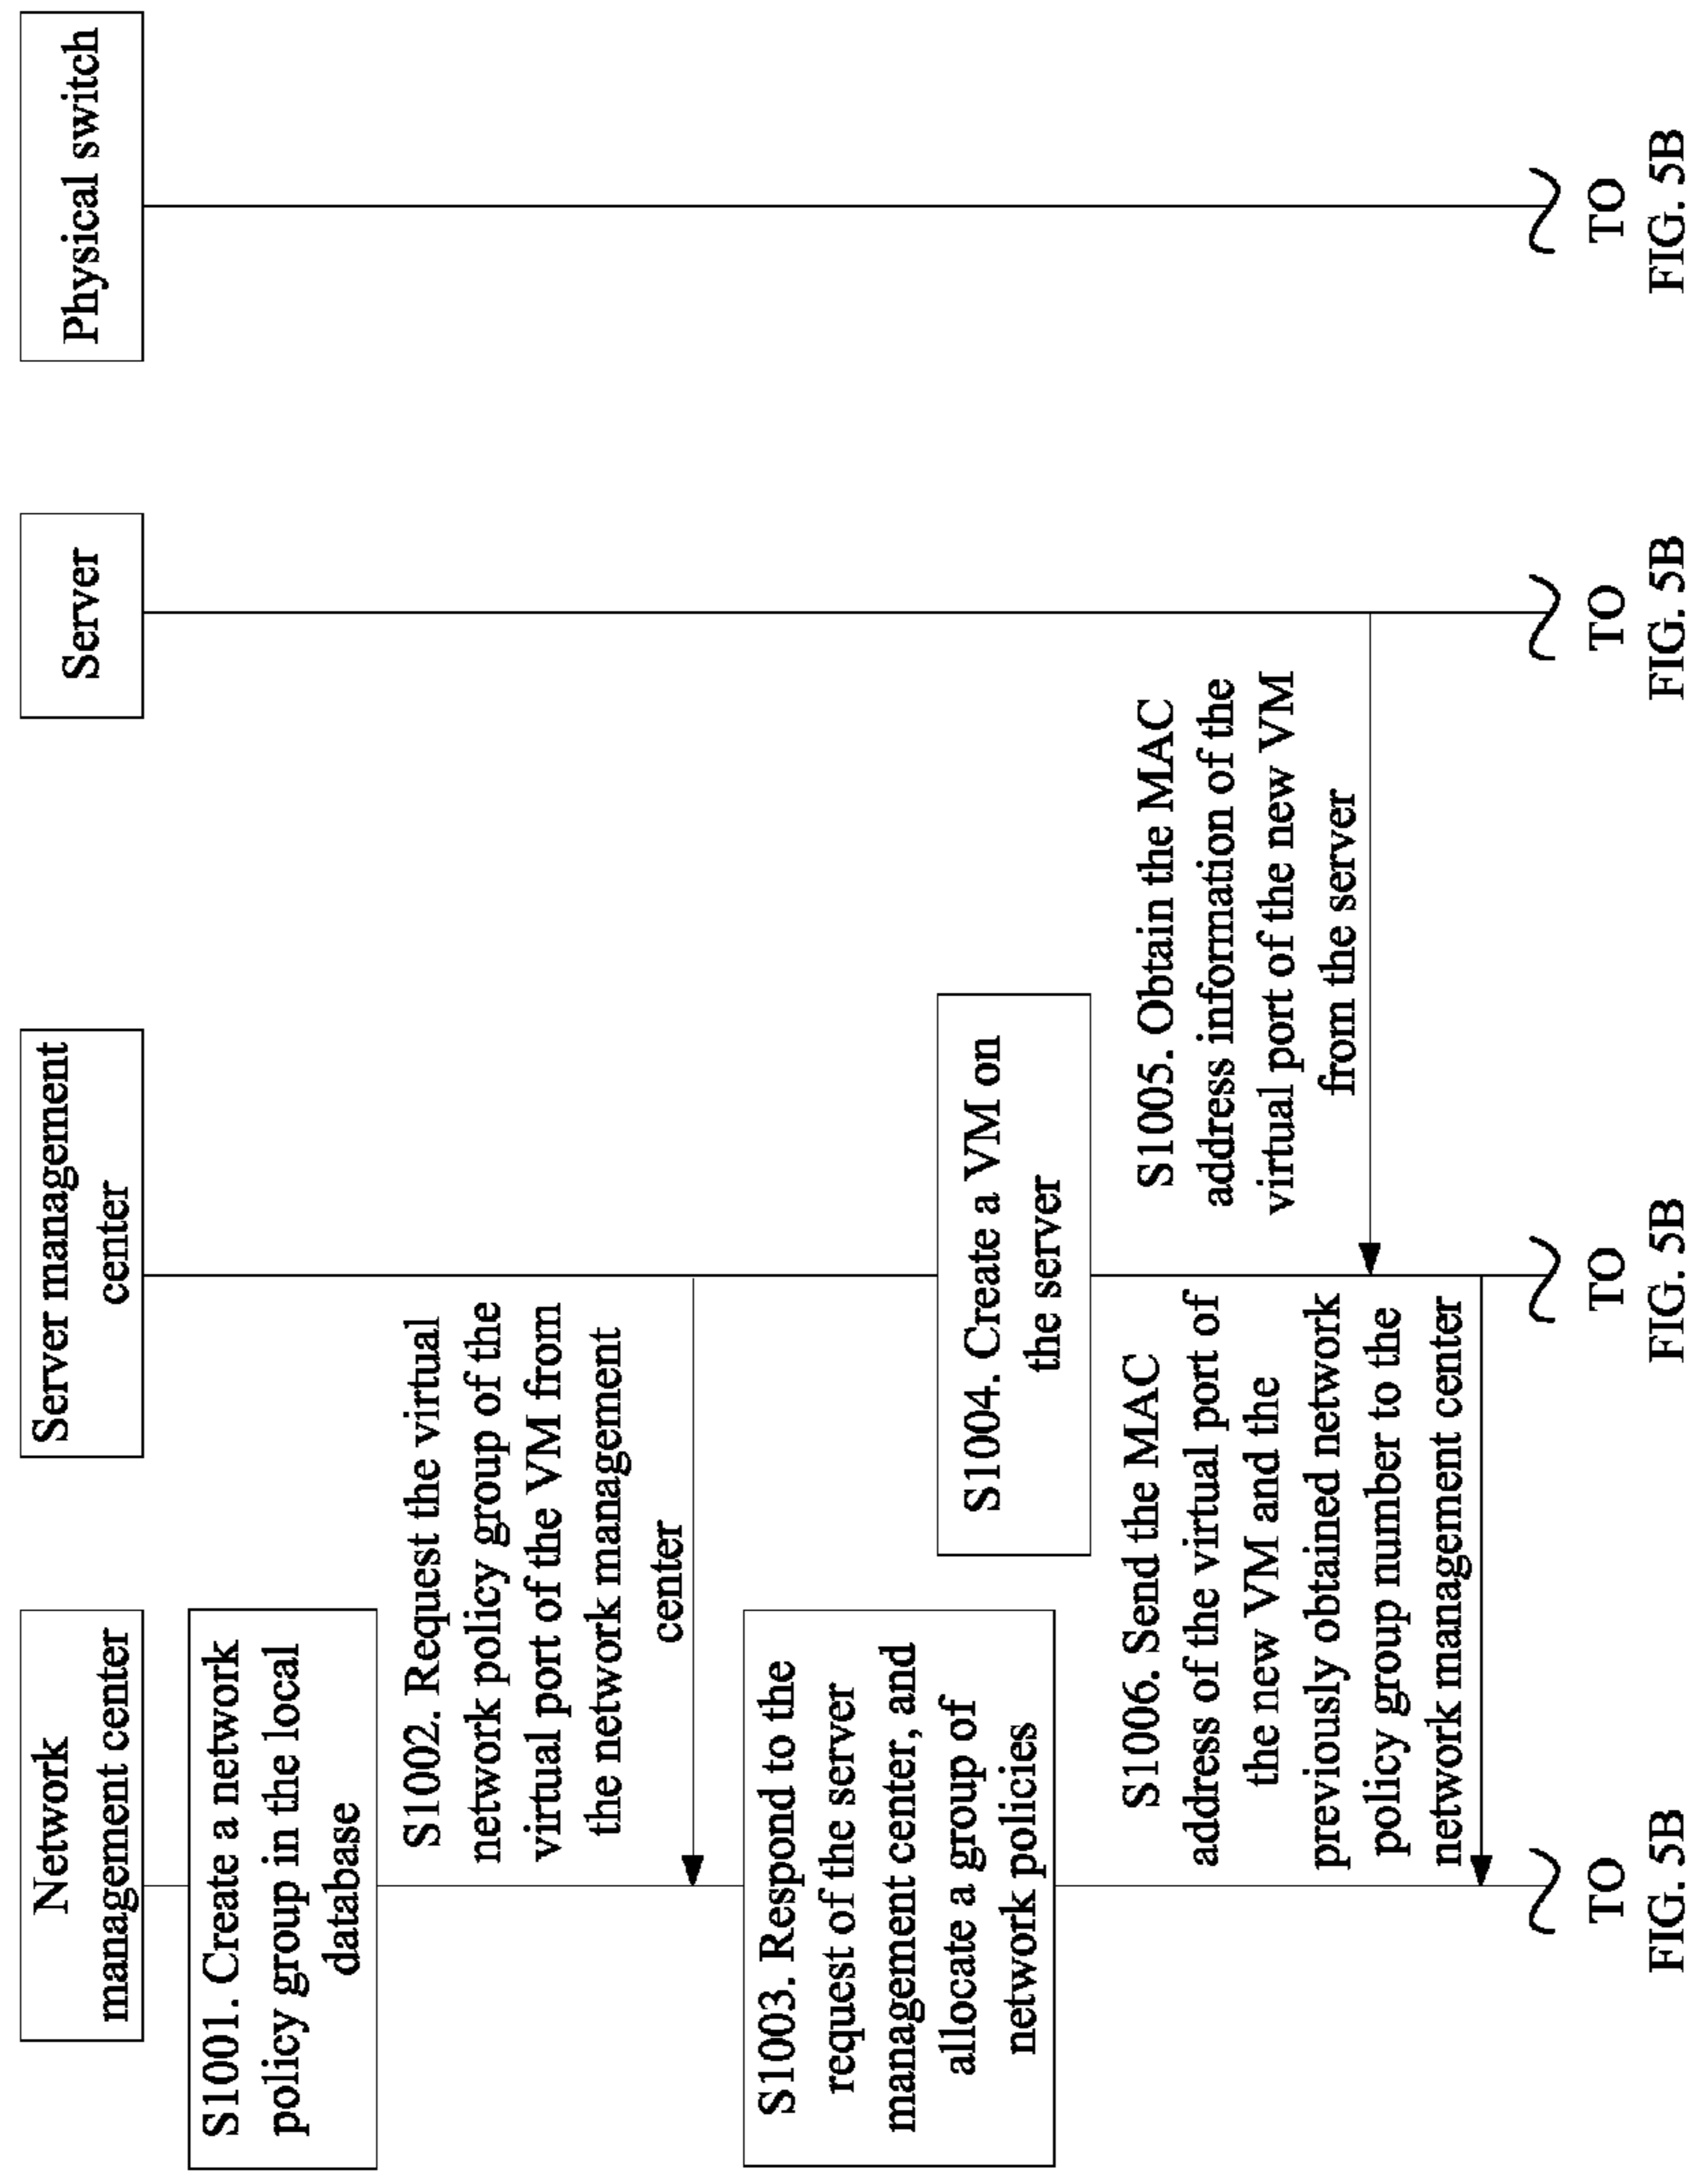 Network
management center
Server management
center
Server
Physical switch
S1001. Create a network
policy group in the local
database
S1002. Request the virtual
network policy group of the
virtual port of the VM from
the network management
center
S1003. Respond to the
request of the server
management center, and
allocate a group of
network policies
S1004. Create a VM on
the server
S1005. Obtain the MAC
address information of the
virtual port of the new VM
from the server
S1006. Send the MAC
address of the virtual port of
the new VM and the
previously obtained network
policy group number to the
network management center
TO
FIG. 5B
TO
FIG. 5B
TO
FIG. 5B
TO
FIG. 5B